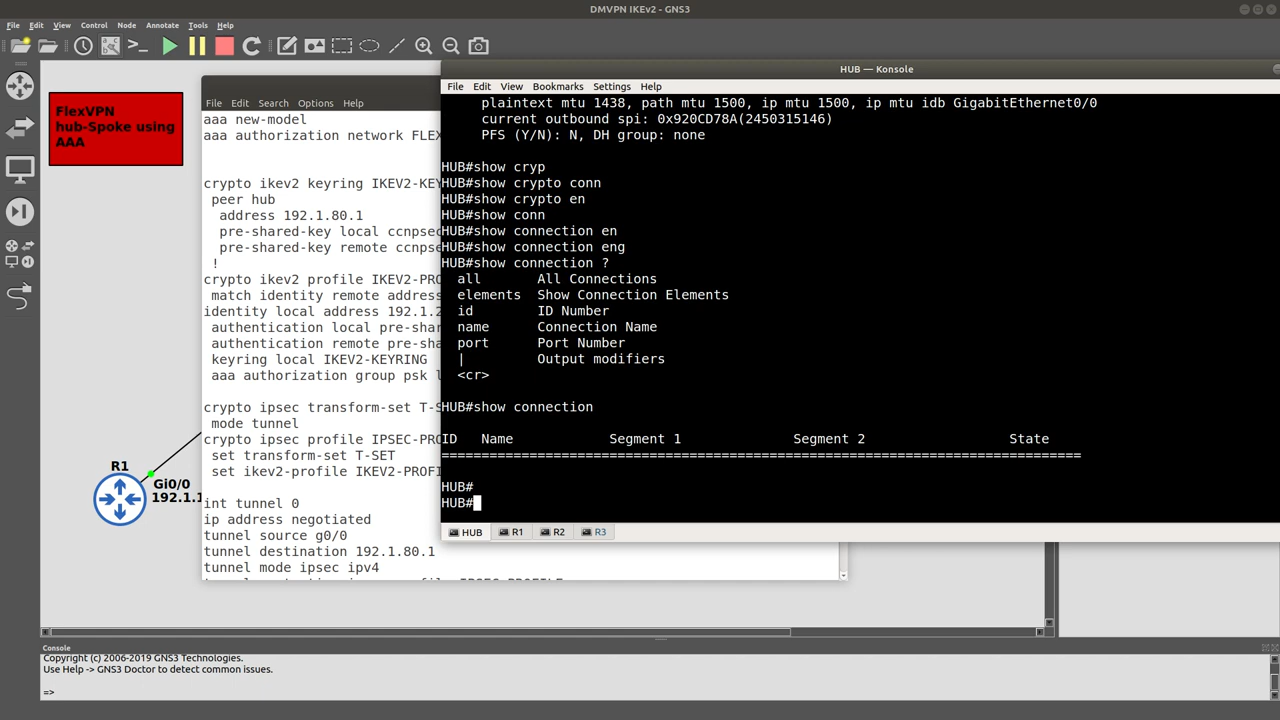 DMVPN IKEv2 - GNS3
File Edit View Control Node Annotate Tools Help
FlexVPN
hub-Spoke using
AAA
R1
Gi0/0
192.1.1
File Edit Search Options Help
aaa new-model
aaa authorization network FLEX
crypto ikev2 keyring IKEV2-KEY
peer hub
address 192.1.80.1
pre-shared-key local ccnpsec
pre-shared-key remote ccnpse
!
crypto ikev2 profile IKEV2-PRO
match identity remote address
identity local address 192.1.2
authentication local pre-shar
authentication remote pre-sha
keyring local IKEV2-KEYRING
aaa authorization group psk l
crypto ipsec transform-set T-S
mode tunnel
crypto ipsec profile IPSEC-PRO
set transform-set T-SET
set ikev2-profile IKEV2-PROFI
int tunnel 0
ip address negotiated
tunnel source g0/0
tunnel destination 192.1.80.1
tunnel mode ipsec ipv4
HUB — Konsole
File Edit View Bookmarks Settings Help
plaintext mtu 1438, path mtu 1500, ip mtu 1500, ip mtu idb GigabitEthernet0/0
current outbound spi: 0x920CD78A(2450315146)
PFS (Y/N): N, DH group: none
HUB#show cryp
HUB#show crypto conn
HUB#show crypto en
HUB#show conn
HUB#show connection en
HUB#show connection eng
HUB#show connection ?
all All Connections
elements Show Connection Elements
id ID Number
name Connection Name
port Port Number
| Output modifiers
<cr>
HUB#show connection
ID Name Segment 1 Segment 2 State
================================================================================
HUB#
HUB#
HUB R1 R2 R3
Console
Copyright (c) 2006-2019 GNS3 Technologies.
Use Help -> GNS3 Doctor to detect common issues.
=>